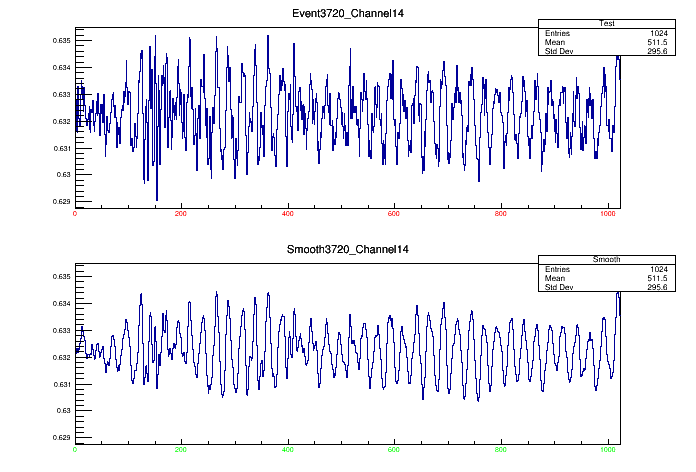 Event3720_Channel14
Test
Entries 1024
Mean 511.5
Std Dev 295.6
0.635
0.634
0.633
0.632
0.631
0.63
0.629
0 200 400 600 800 1000
Smooth3720_Channel14
Smooth
Entries 1024
Mean 511.5
Std Dev 295.6
0.635
0.634
0.633
0.632
0.631
0.63
0.629
0 200 400 600 800 1000